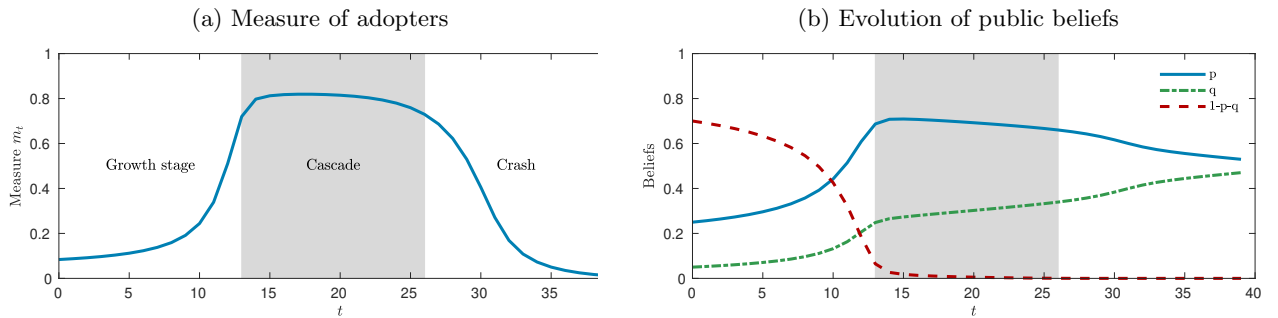 (a) Measure of adopters
1
0.8
0.6
0.4
0.2
0
Measure m_t
Growth stage
Cascade
Crash
0 5 10 15 20 25 30 35
t
(b) Evolution of public beliefs
1
0.8
0.6
0.4
0.2
0
Beliefs
p
q
1-p-q
0 5 10 15 20 25 30 35 40
t